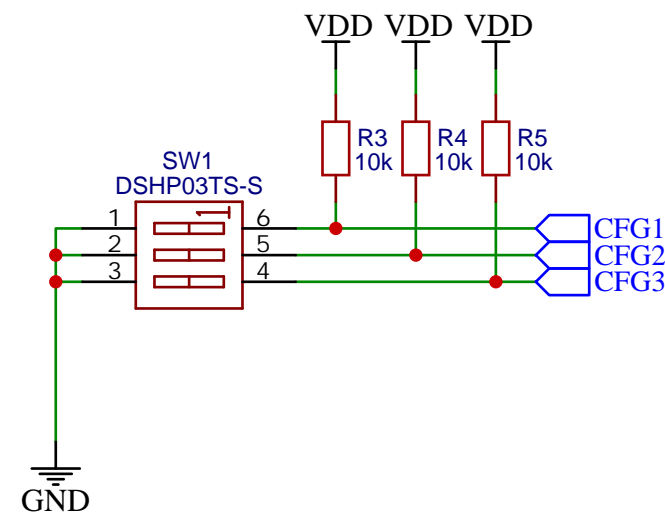 VDD VDD VDD
R3 R4 R5
10k 10k 10k
SW1
DSHP03TS-S
1 6 CFG1
2 5 CFG2
3 4 CFG3
1
GND